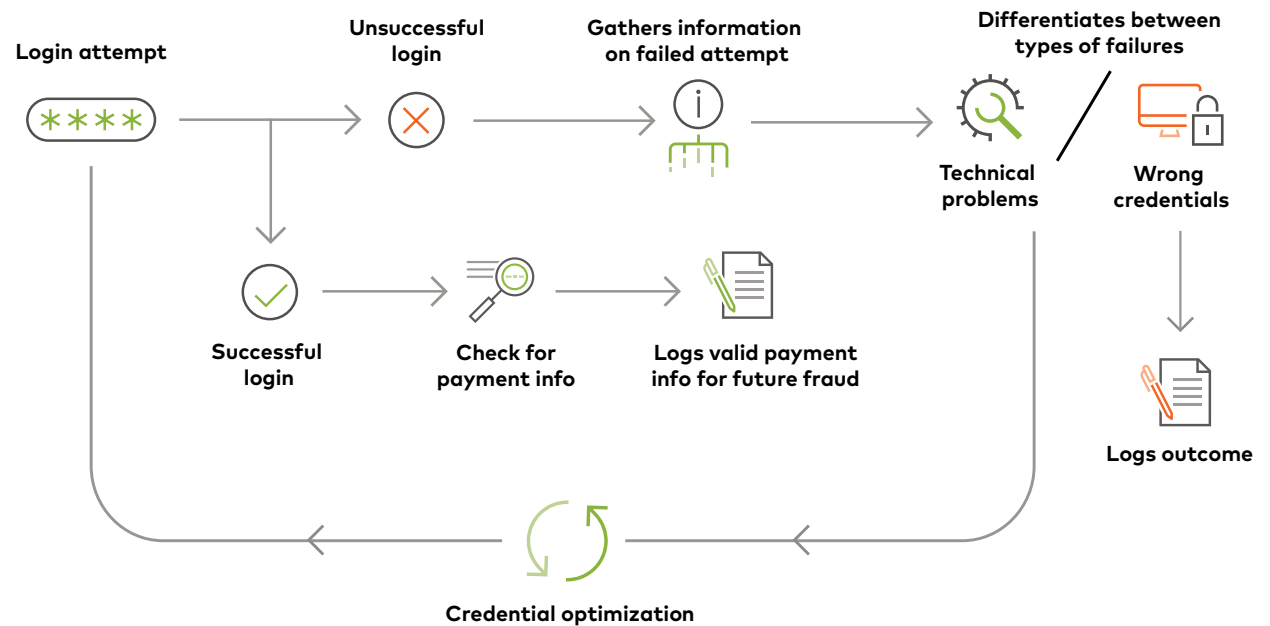 Login attempt
Unsuccessful
login
Gathers information
on failed attempt
Differentiates between
types of failures
****
Technical
problems
Wrong
credentials
Successful
login
Check for
payment info
Logs valid payment
info for future fraud
Logs outcome
Credential optimization